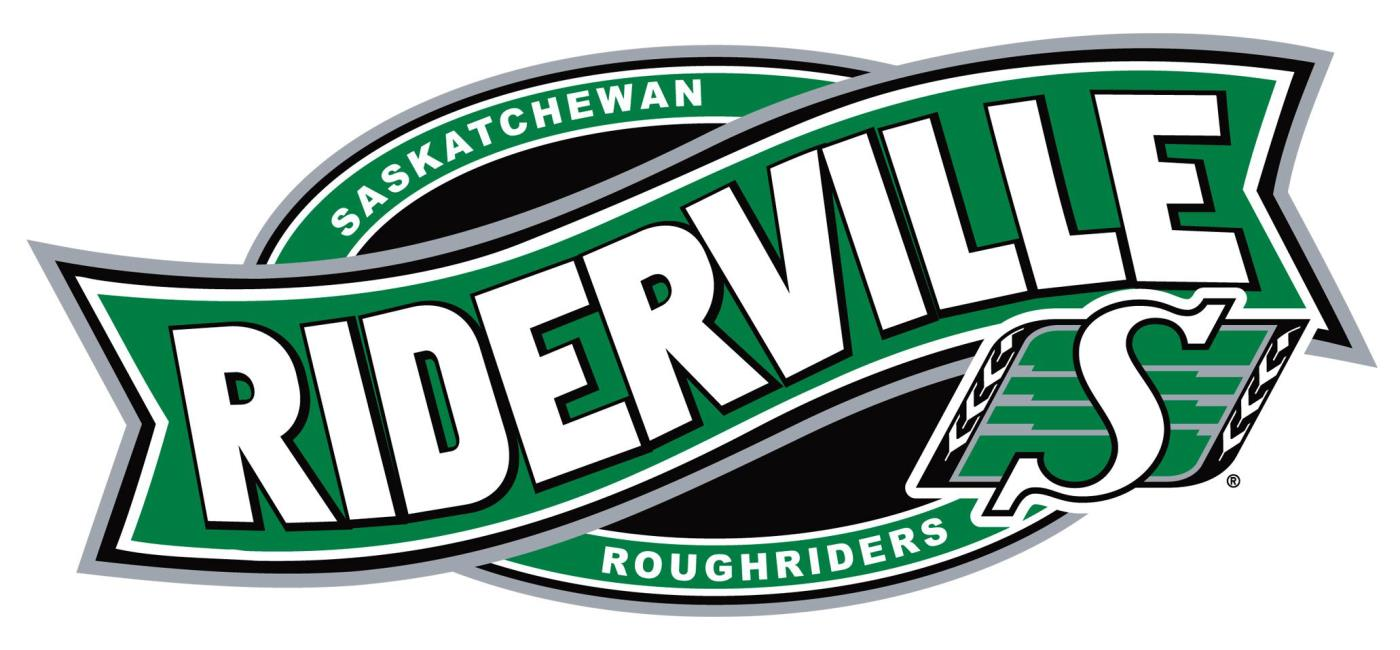 SASKATCHEWAN
RIDERVILLE
S
®
ROUGHRIDERS